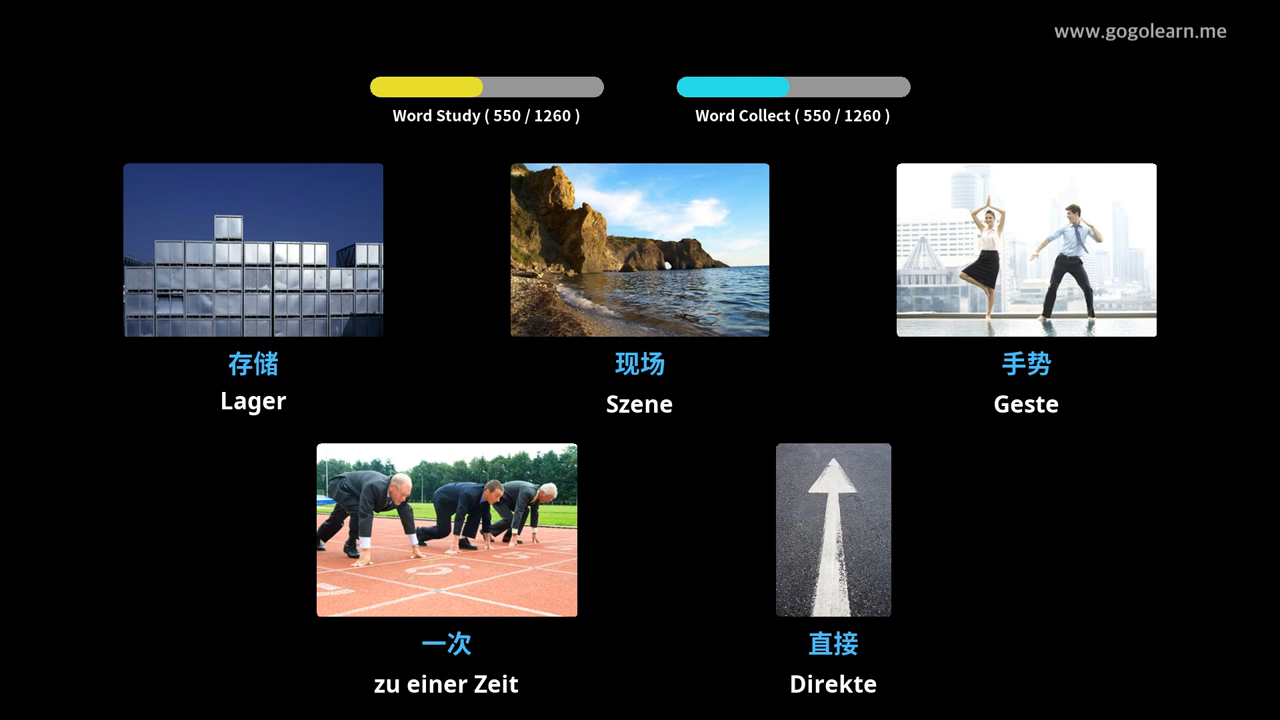 www.gogolearn.me
Word Study ( 550 / 1260 )
Word Collect ( 550 / 1260 )
存储
Lager
现场
Szene
手势
Geste
一次
zu einer Zeit
直接
Direkte